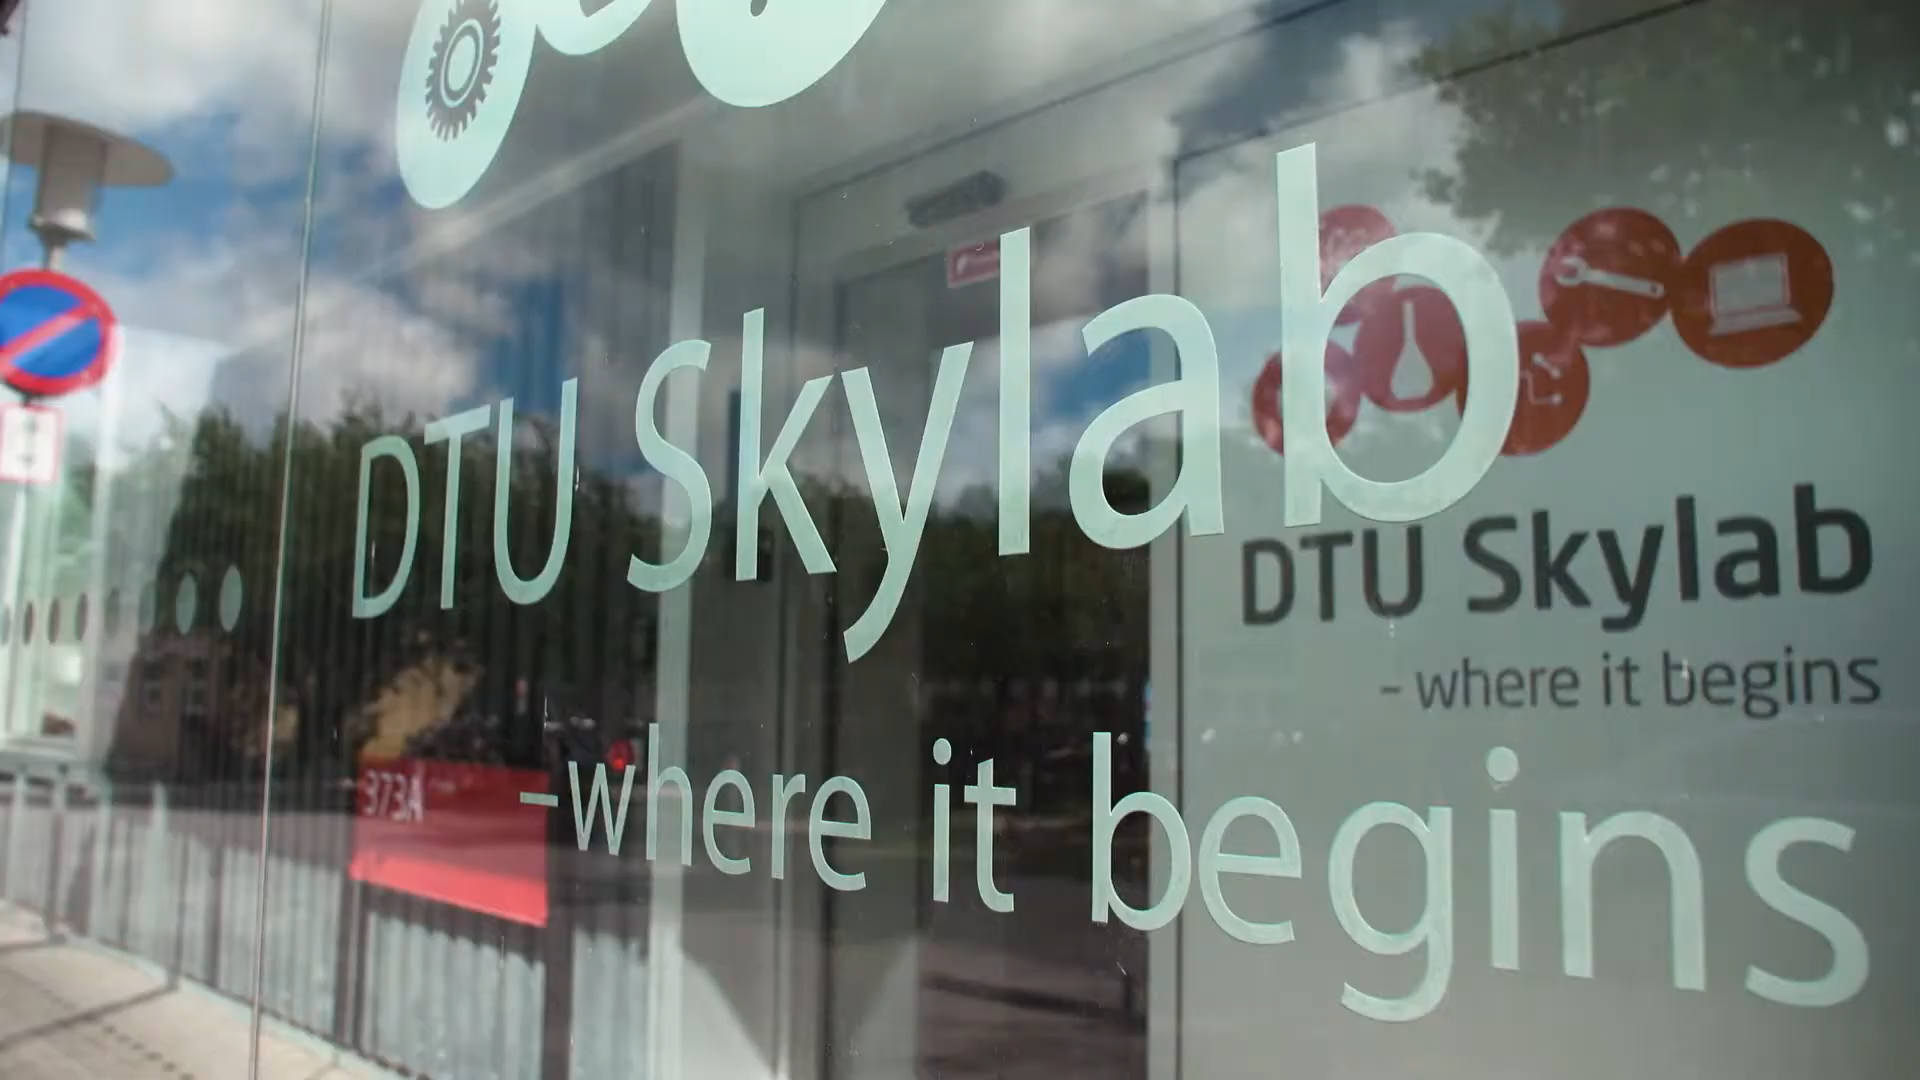 DTU Skylab
– where it begins
DTU Skylab
– where it begins
373A